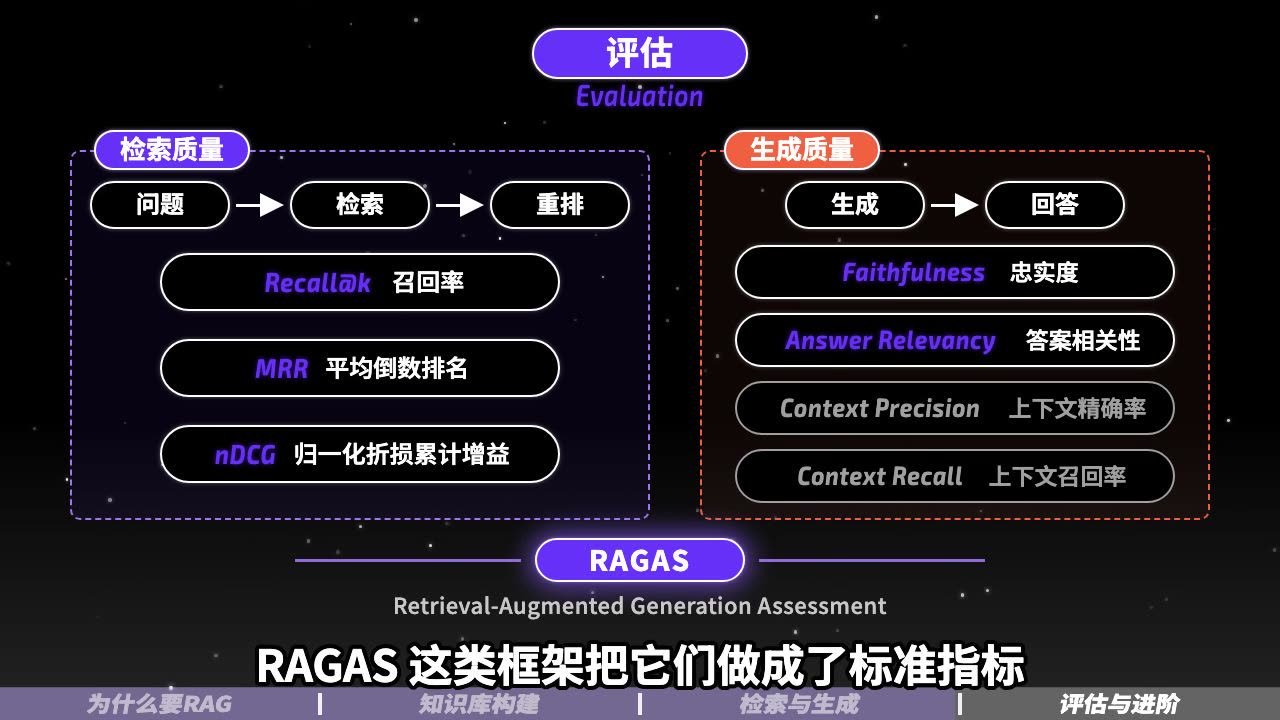 评估
Evaluation
检索质量
问题 检索 重排
Recall@k 召回率
MRR 平均倒数排名
nDCG 归一化折损累计增益
生成质量
生成 回答
Faithfulness 忠实度
Answer Relevancy 答案相关性
Context Precision 上下文精确率
Context Recall 上下文召回率
RAGAS
Retrieval-Augmented Generation Assessment
RAGAS 这类框架把它们做成了标准指标
为什么要RAG 知识库构建 检索与生成 评估与进阶